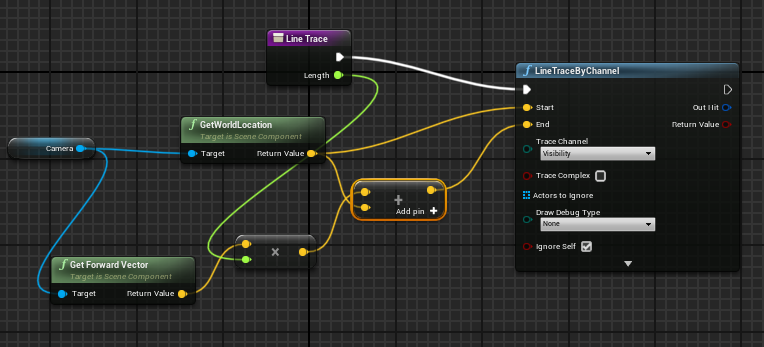 Line Trace
Length
LineTraceByChannel
Start
Out Hit
End
Return Value
Trace Channel
Visibility
Trace Complex
Actors to Ignore
Draw Debug Type
None
Ignore Self
GetWorldLocation
Target is Scene Component
Target
Return Value
Camera
+
Add pin +
×
Get Forward Vector
Target is Scene Component
Target
Return Value